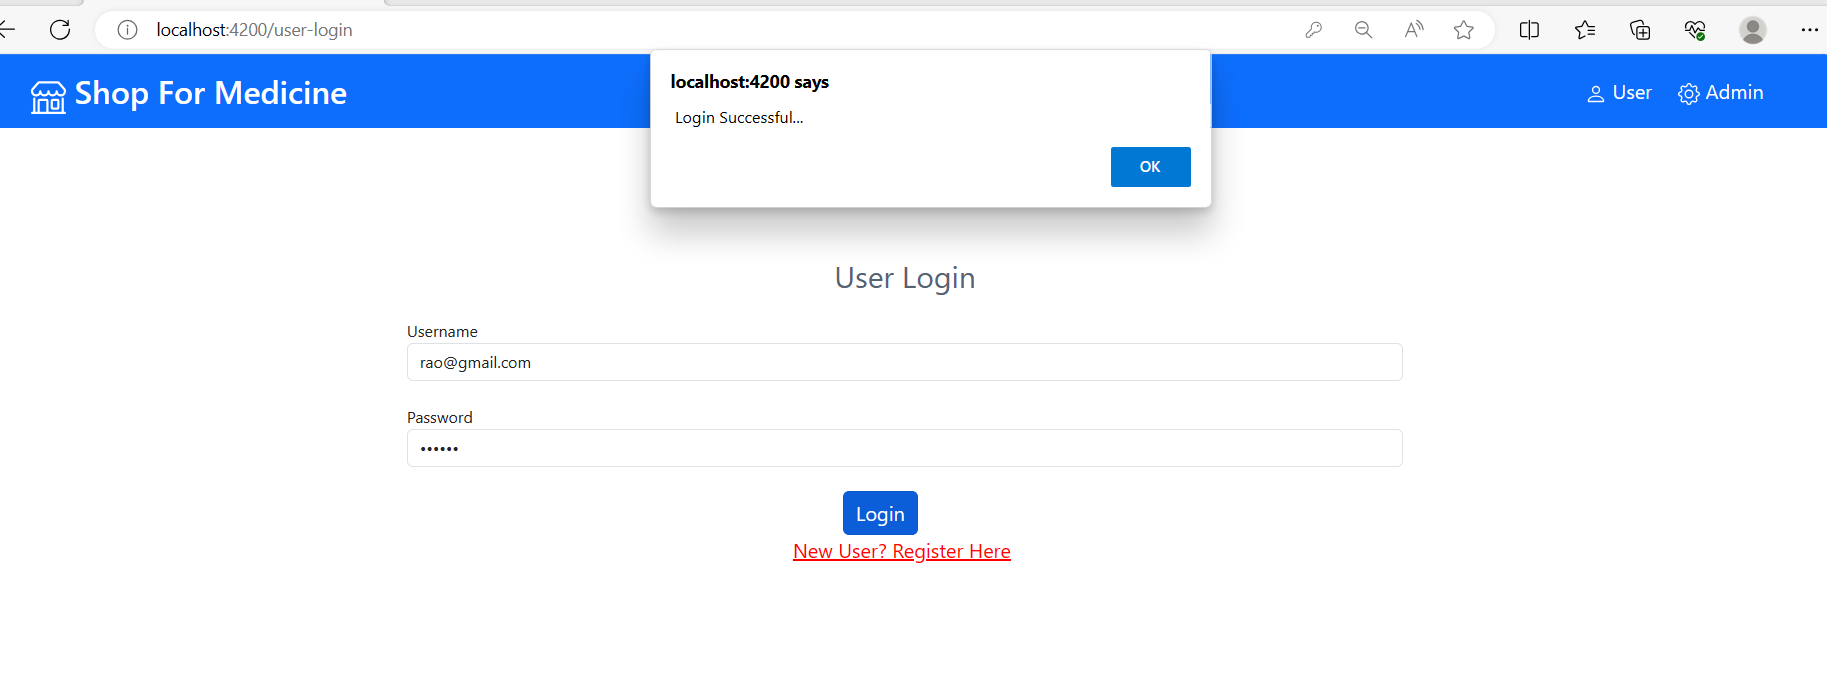 localhost:4200/user-login
Shop For Medicine
User
Admin
localhost:4200 says
Login Successful...
OK
User Login
Username
rao@gmail.com
Password
••••••
Login
New User? Register Here